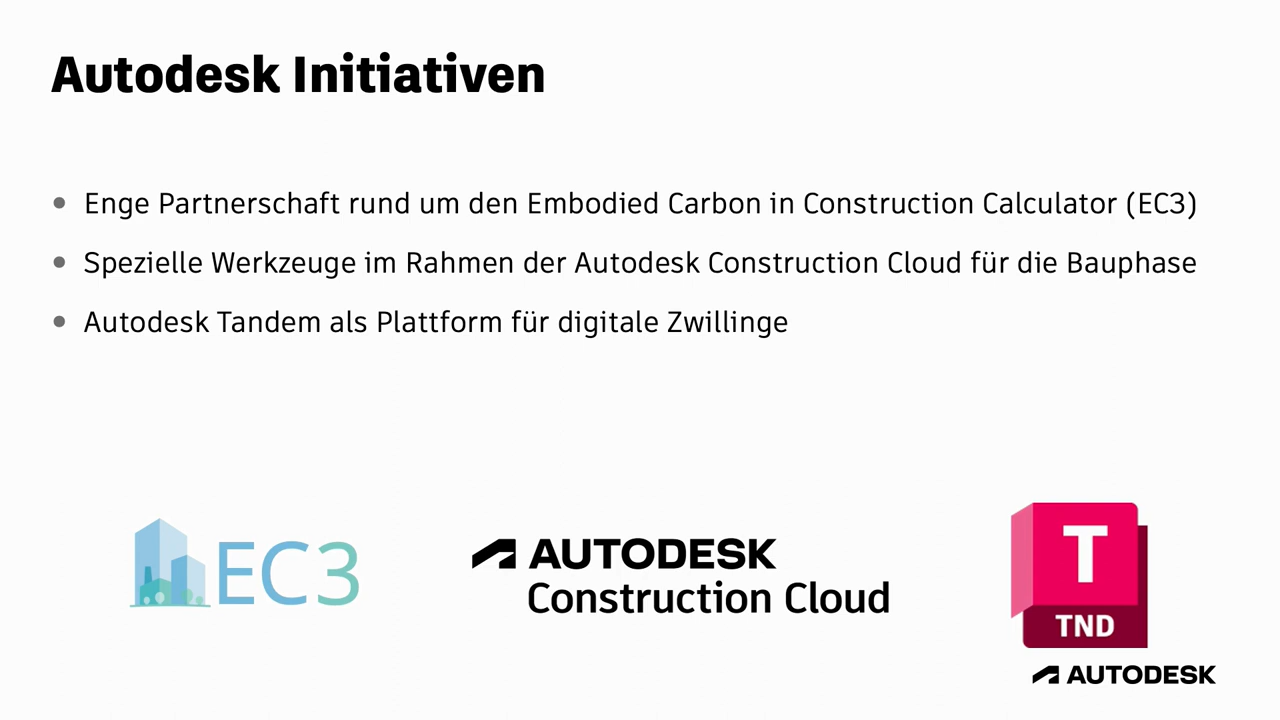 Autodesk Initiativen
Enge Partnerschaft rund um den Embodied Carbon in Construction Calculator (EC3)
Spezielle Werkzeuge im Rahmen der Autodesk Construction Cloud für die Bauphase
Autodesk Tandem als Plattform für digitale Zwillinge
EC3
AUTODESK
Construction Cloud
T
TND
AUTODESK